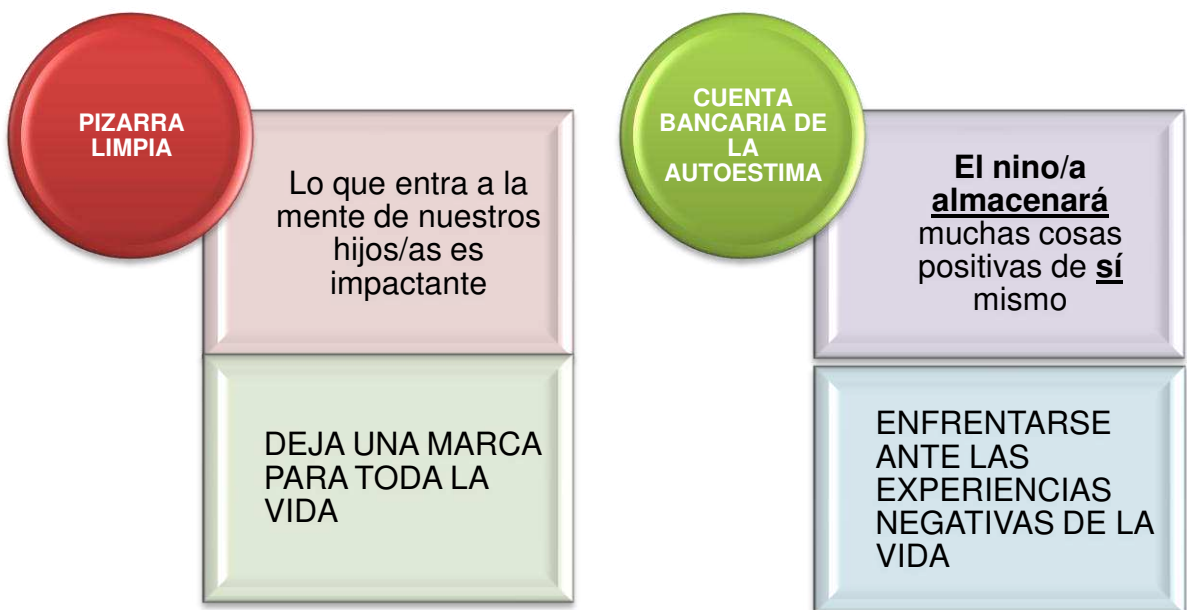 PIZARRA
LIMPIA
Lo que entra a la
mente de nuestros
hijos/as es
impactante
DEJA UNA MARCA
PARA TODA LA
VIDA
CUENTA
BANCARIA DE
LA
AUTOESTIMA
El nino/a
almacenará
muchas cosas
positivas de sí
mismo
ENFRENTARSE
ANTE LAS
EXPERIENCIAS
NEGATIVAS DE LA
VIDA